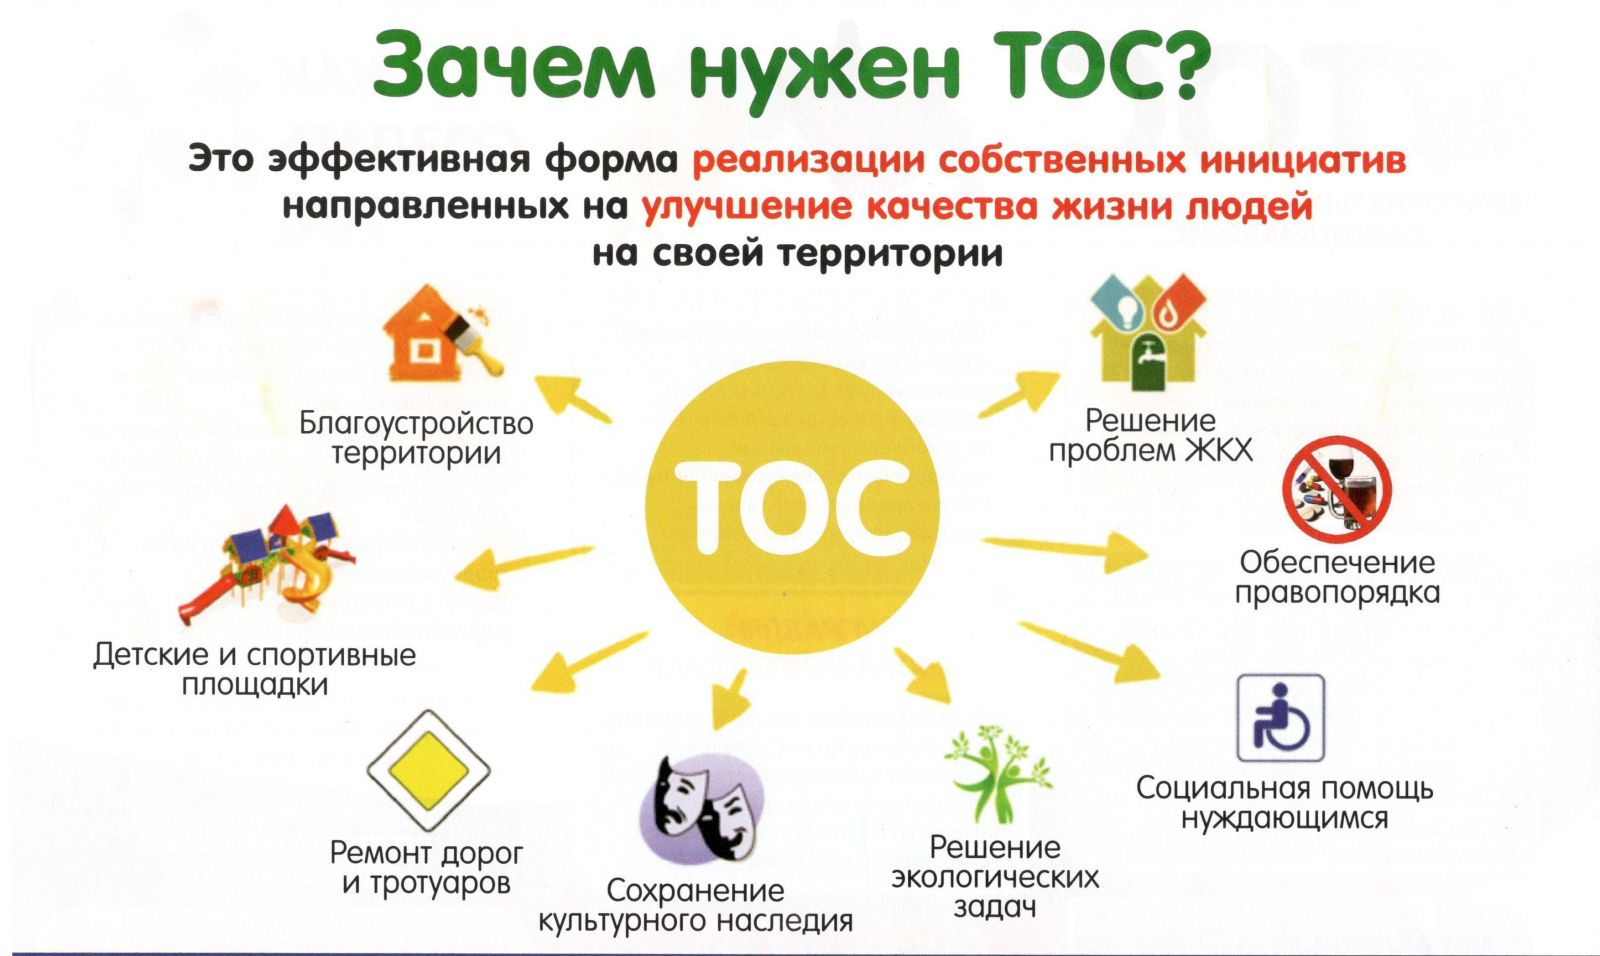 Зачем нужен ТОС?
Это эффективная форма реализации собственных инициатив
направленных на улучшение качества жизни людей
на своей территории
Благоустройство
территории
Решение
проблем ЖКХ
ТОС
Обеспечение
правопорядка
Детские и спортивные
площадки
Социальная помощь
нуждающимся
Ремонт дорог
и тротуаров
Сохранение
культурного наследия
Решение
экологических
задач